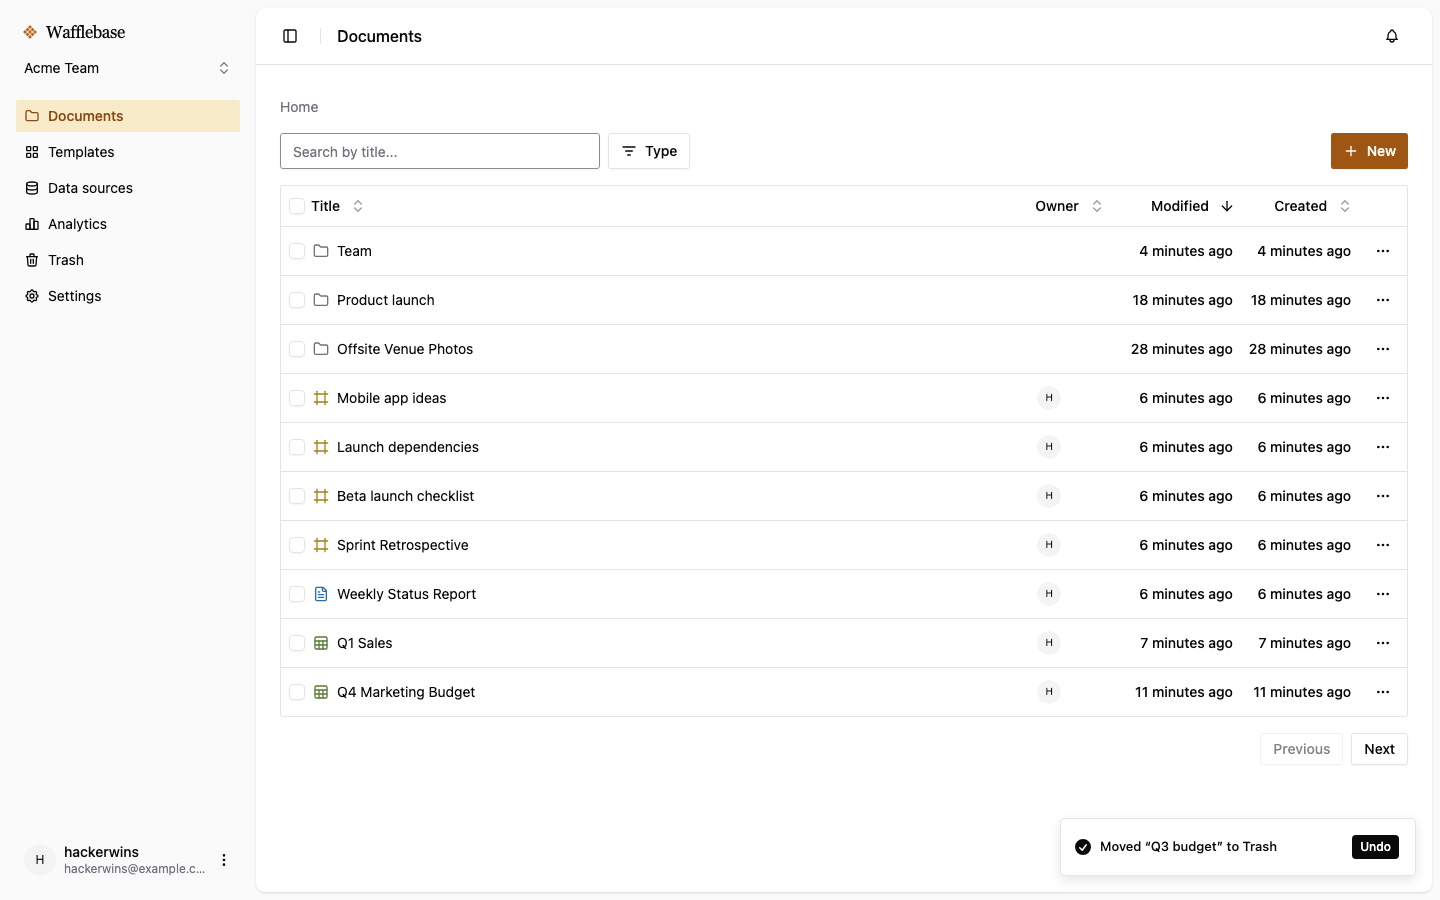 Wafflebase
Acme Team
Documents
Templates
Data sources
Analytics
Trash
Settings
H
hackerwins
hackerwins@example.c...
Documents
Home
Search by title...
Type
New
Title Owner Modified Created
Team 4 minutes ago 4 minutes ago
Product launch 18 minutes ago 18 minutes ago
Offsite Venue Photos 28 minutes ago 28 minutes ago
Mobile app ideas H 6 minutes ago 6 minutes ago
Launch dependencies H 6 minutes ago 6 minutes ago
Beta launch checklist H 6 minutes ago 6 minutes ago
Sprint Retrospective H 6 minutes ago 6 minutes ago
Weekly Status Report H 6 minutes ago 6 minutes ago
Q1 Sales H 7 minutes ago 7 minutes ago
Q4 Marketing Budget H 11 minutes ago 11 minutes ago
Previous Next
Moved “Q3 budget” to Trash Undo